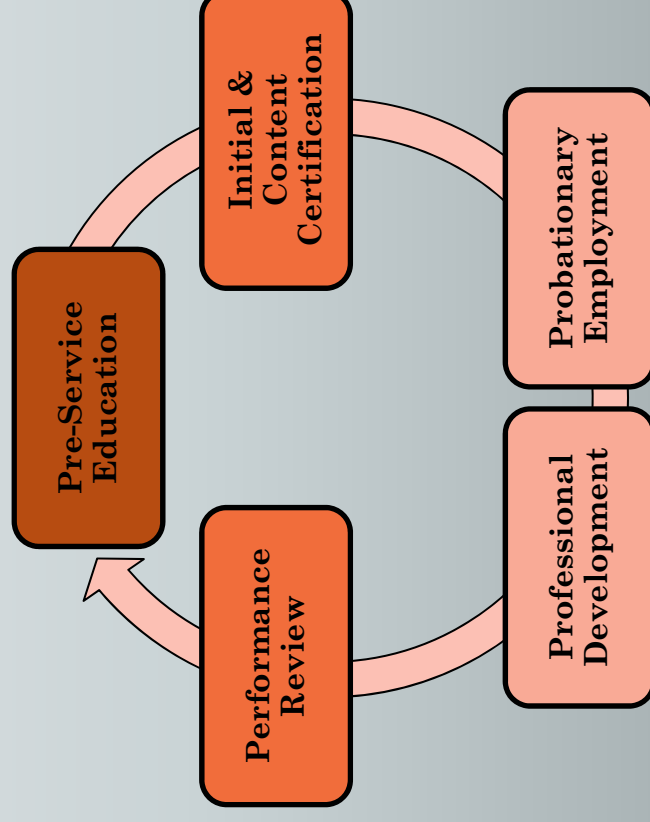 Pre-Service
Education
Initial &
Content
Certification
Probationary
Employment
Professional
Development
Performance
Review